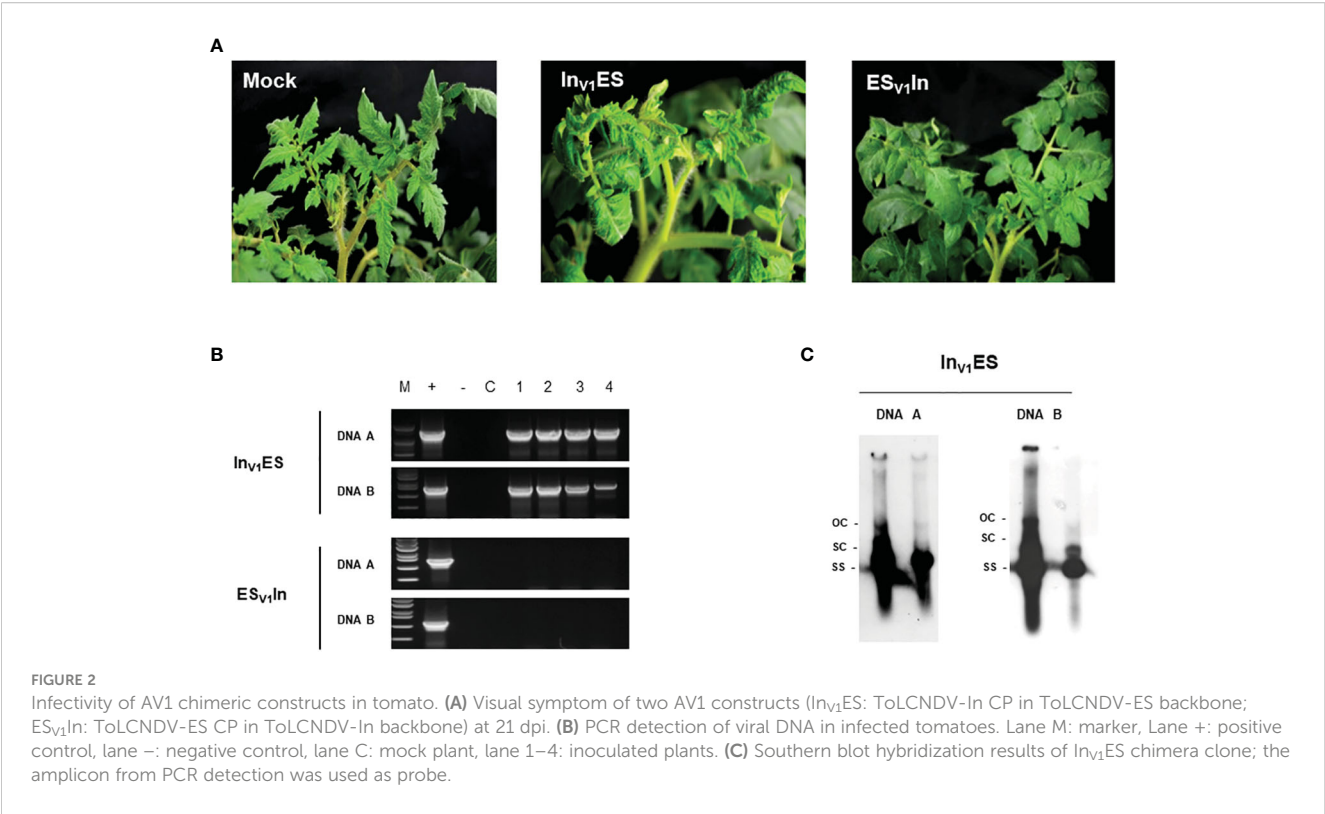 A
Mock
InV1ES
ESV1In
B
M + - C 1 2 3 4
InV1ES
DNA A
DNA B
ESV1In
DNA A
DNA B
C
InV1ES
DNA A
DNA B
OC -
SC -
SS -
OC -
SC -
SS -
FIGURE 2
Infectivity of AV1 chimeric constructs in tomato. (A) Visual symptom of two AV1 constructs (InV1ES: ToLCNDV-In CP in ToLCNDV-ES backbone;
ESV1In: ToLCNDV-ES CP in ToLCNDV-In backbone) at 21 dpi. (B) PCR detection of viral DNA in infected tomatoes. Lane M: marker, Lane +: positive
control, lane –: negative control, lane C: mock plant, lane 1–4: inoculated plants. (C) Southern blot hybridization results of InV1ES chimera clone; the
amplicon from PCR detection was used as probe.